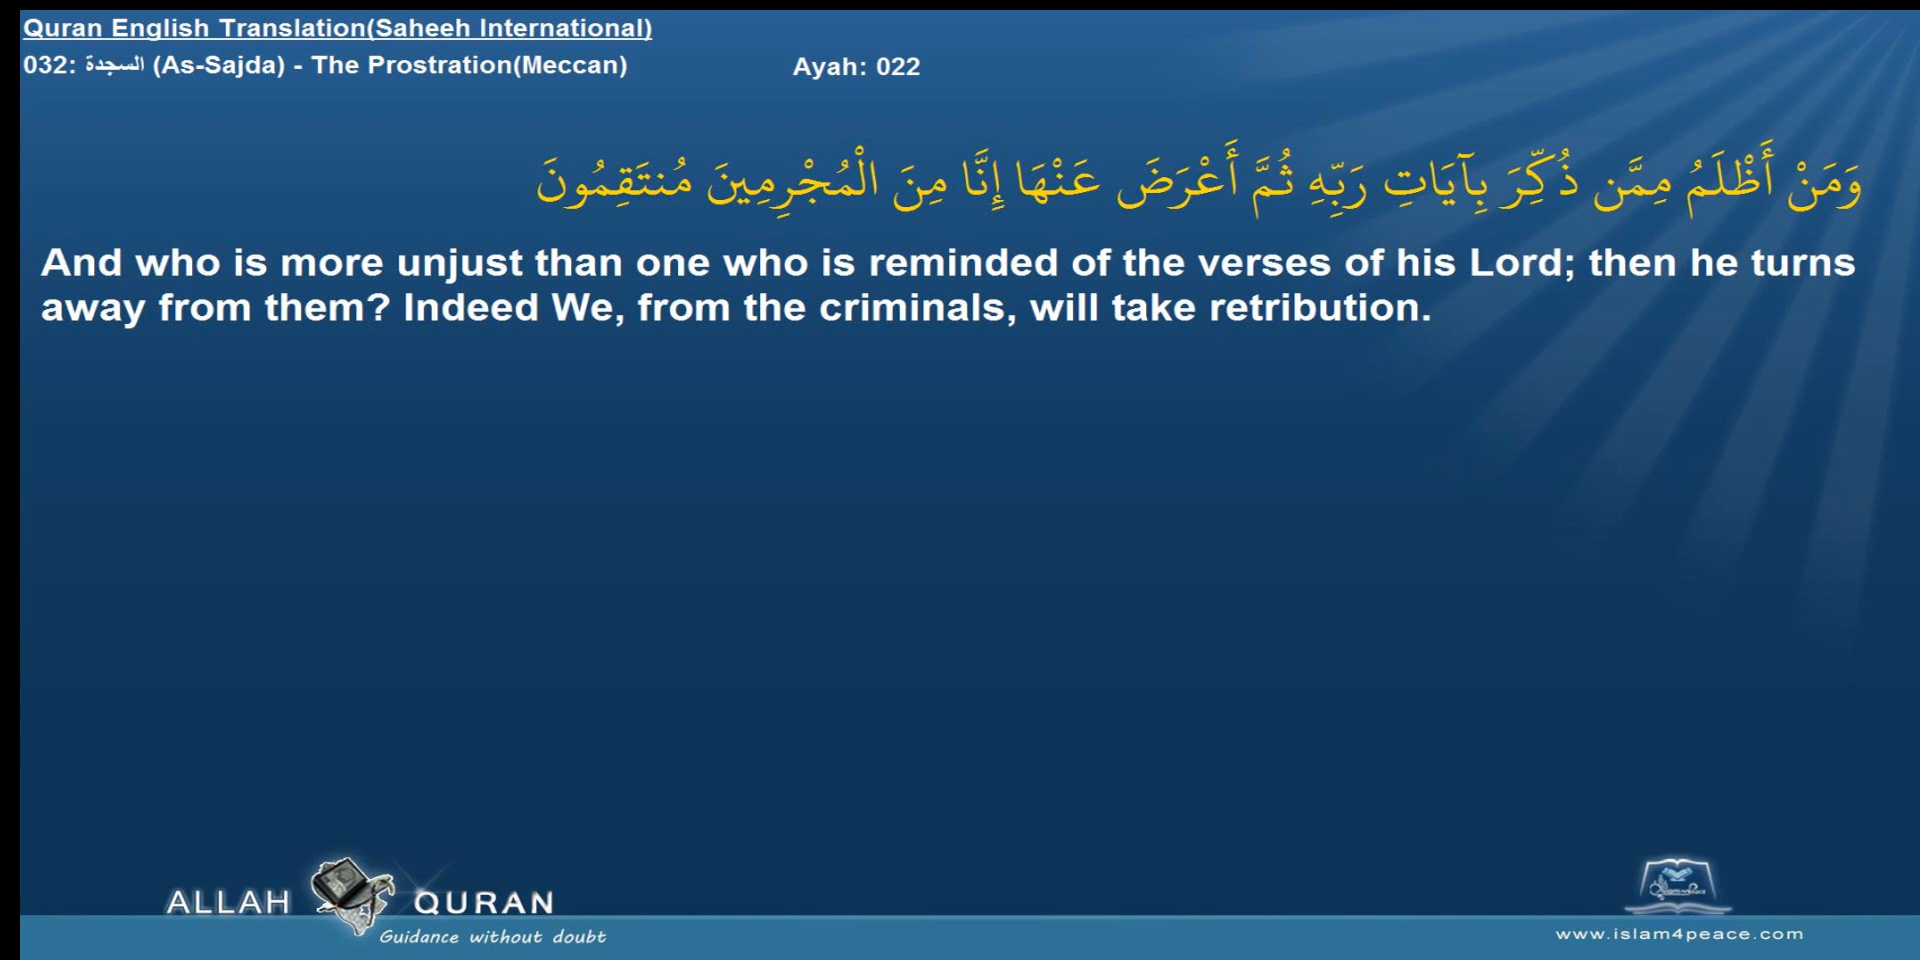 Quran English Translation(Saheeh International)
032: السجدة (As-Sajda) - The Prostration(Meccan) Ayah: 022
وَمَنْ أَظْلَمُ مِمَّن ذُكِّرَ بِآيَاتِ رَبِّهِ ثُمَّ أَعْرَضَ عَنْهَا إِنَّا مِنَ الْمُجْرِمِينَ مُنتَقِمُونَ
And who is more unjust than one who is reminded of the verses of his Lord; then he turns
away from them? Indeed We, from the criminals, will take retribution.
ALLAH QURAN
Guidance without doubt
www.islam4peace.com